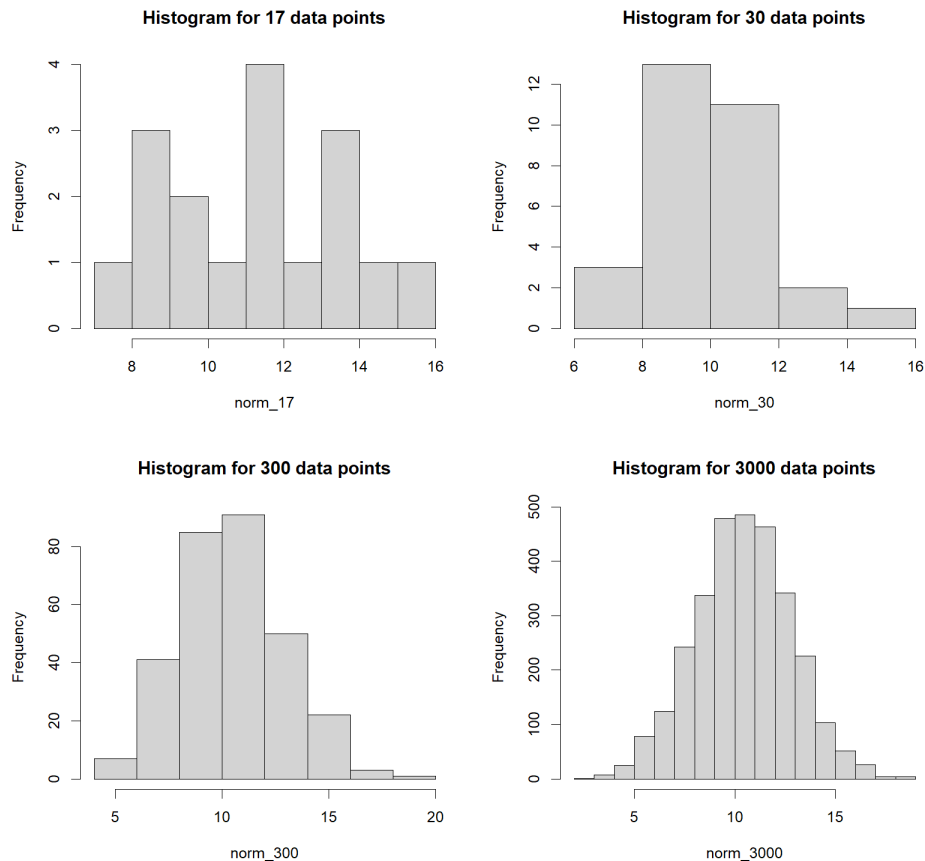 Histogram for 17 data points
Frequency
4
3
2
1
0
8 10 12 14 16
norm_17
Histogram for 30 data points
Frequency
12
10
8
6
4
2
0
6 8 10 12 14 16
norm_30
Histogram for 300 data points
Frequency
80
60
40
20
0
5 10 15 20
norm_300
Histogram for 3000 data points
Frequency
500
400
300
200
100
0
5 10 15
norm_3000